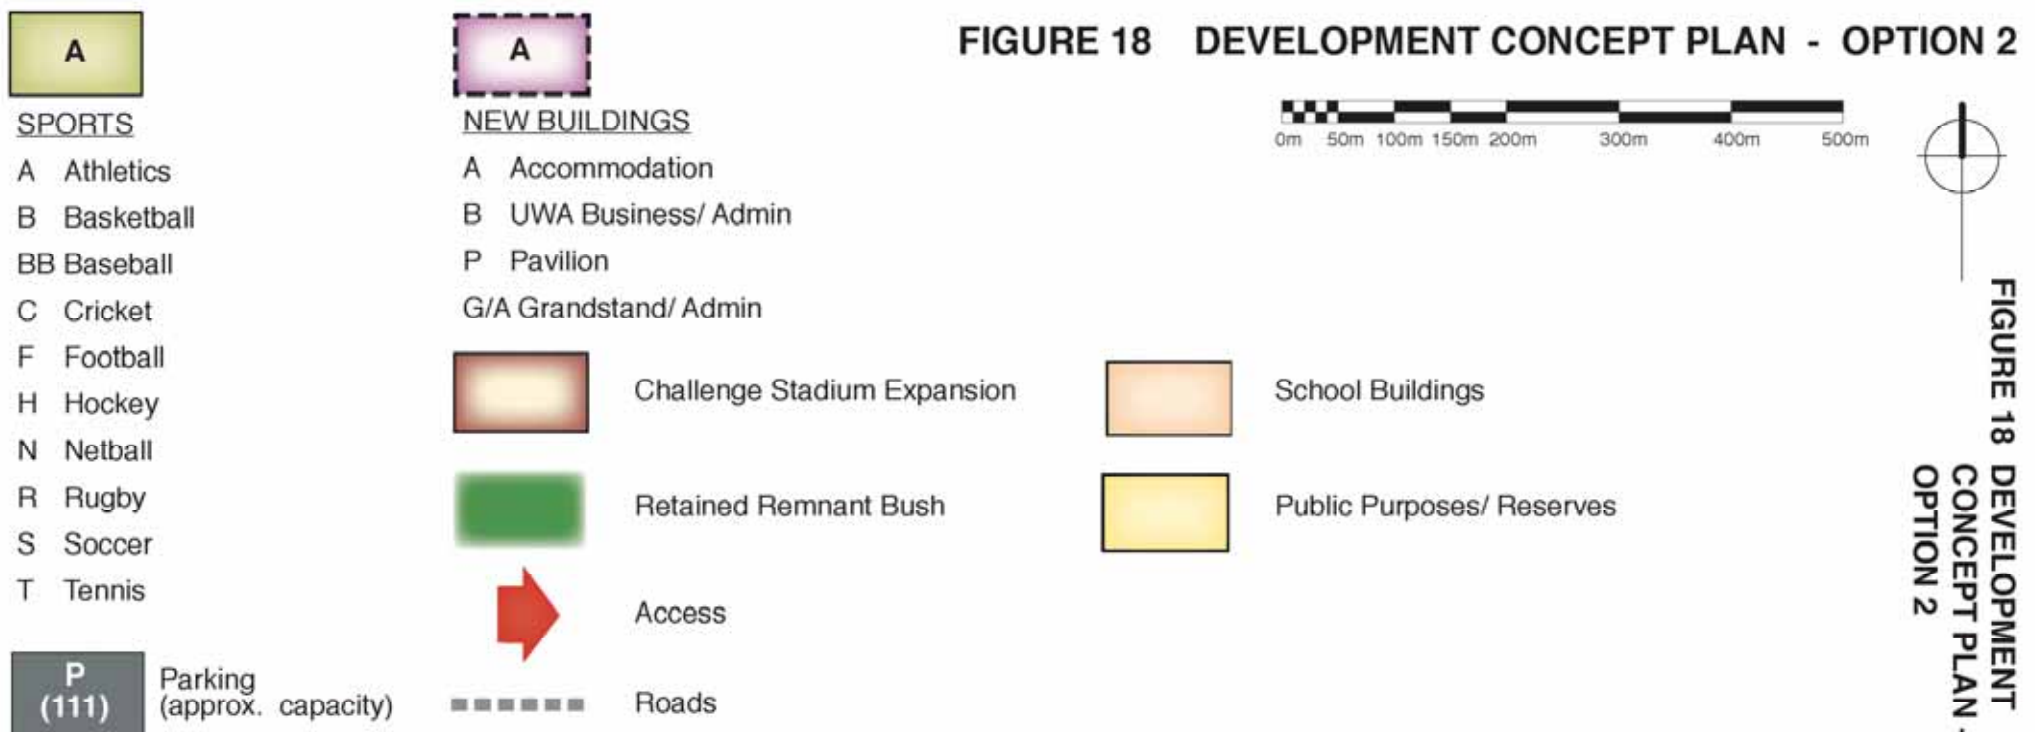 FIGURE 18 DEVELOPMENT CONCEPT PLAN - OPTION 2
0m 50m 100m 150m 200m 300m 400m 500m
A
SPORTS
A Athletics
B Basketball
BB Baseball
C Cricket
F Football
H Hockey
N Netball
R Rugby
S Soccer
T Tennis
P
(111)
Parking
(approx. capacity)
A
NEW BUILDINGS
A Accommodation
B UWA Business/ Admin
P Pavilion
G/A Grandstand/ Admin
Challenge Stadium Expansion
Retained Remnant Bush
Access
Roads
School Buildings
Public Purposes/ Reserves
FIGURE 18 DEVELOPMENT
CONCEPT PLAN -
OPTION 2